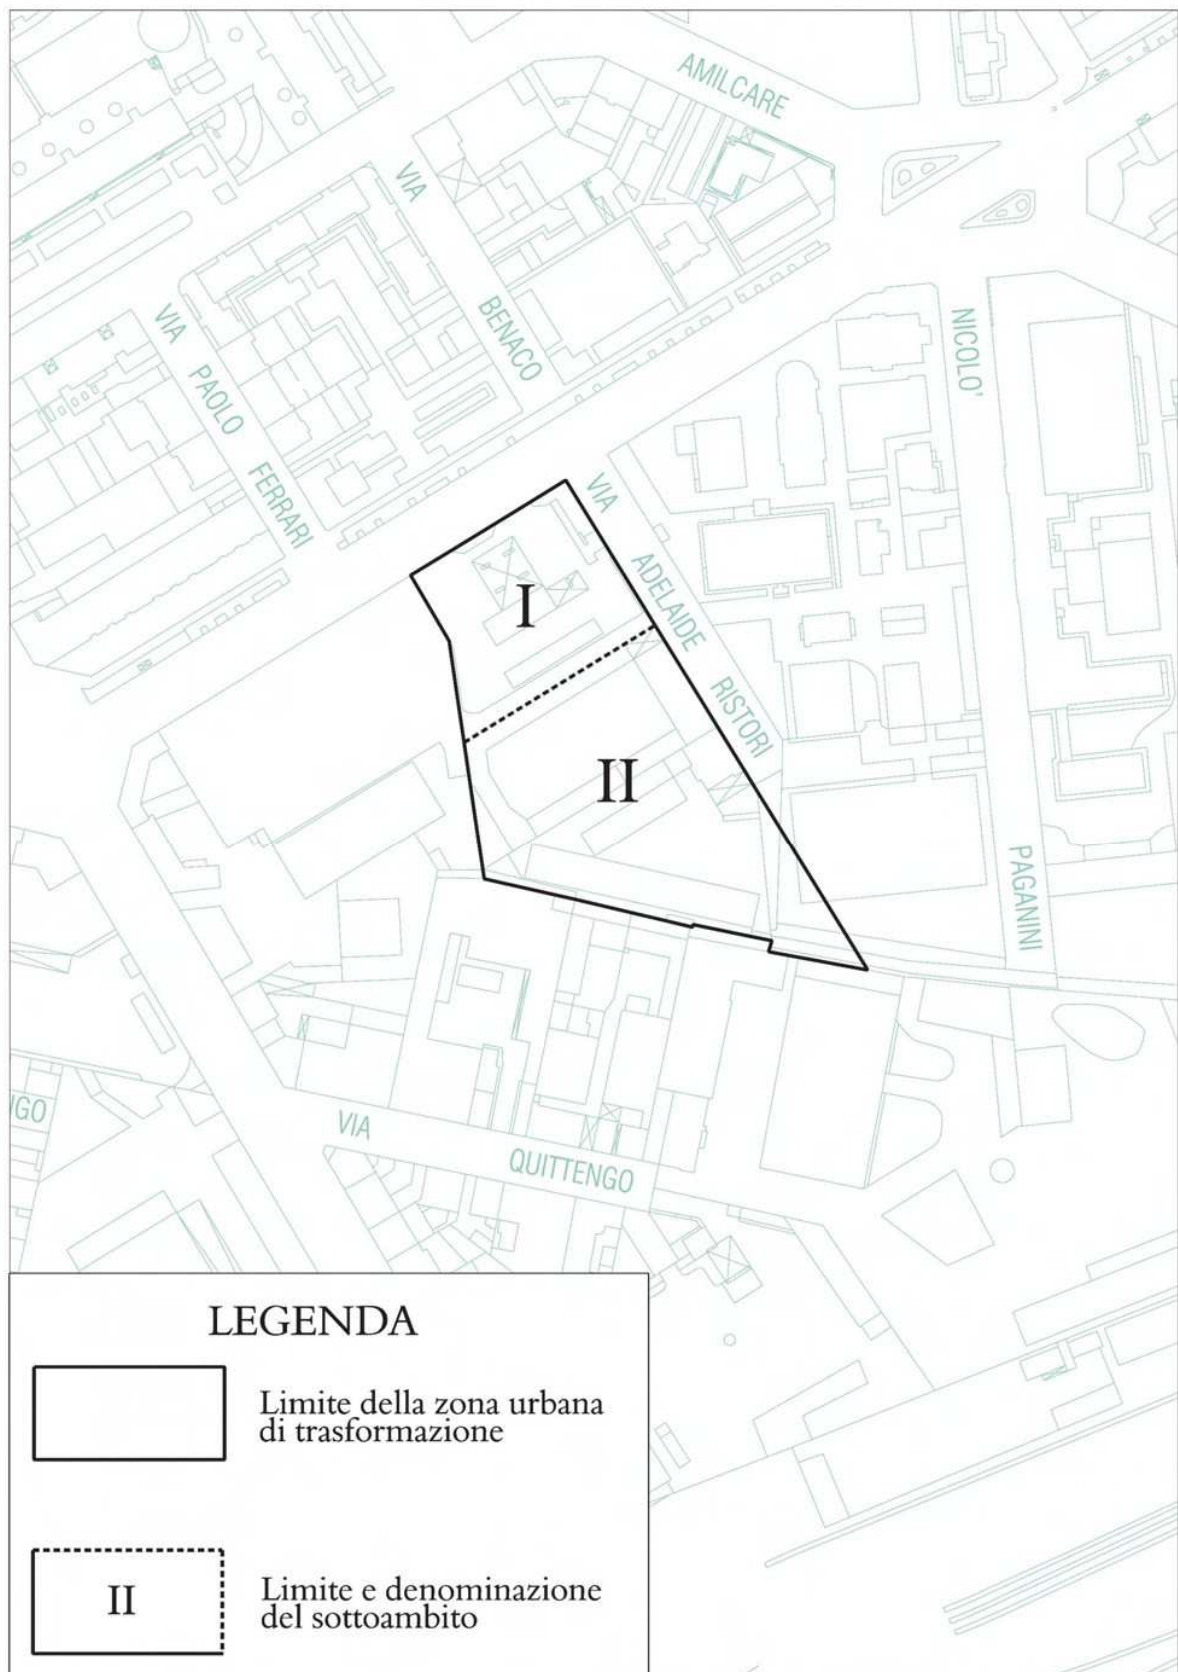 AMILCARE
VIA
BENACO
VIA
PAOLO
FERRARI
NICOLO'
PAGANINI
VIA
ADELAIDE
RISTORI
I
II
IGO
VIA
QUITTENGO
LEGENDA
Limite della zona urbana
di trasformazione
II
Limite e denominazione
del sottoambito